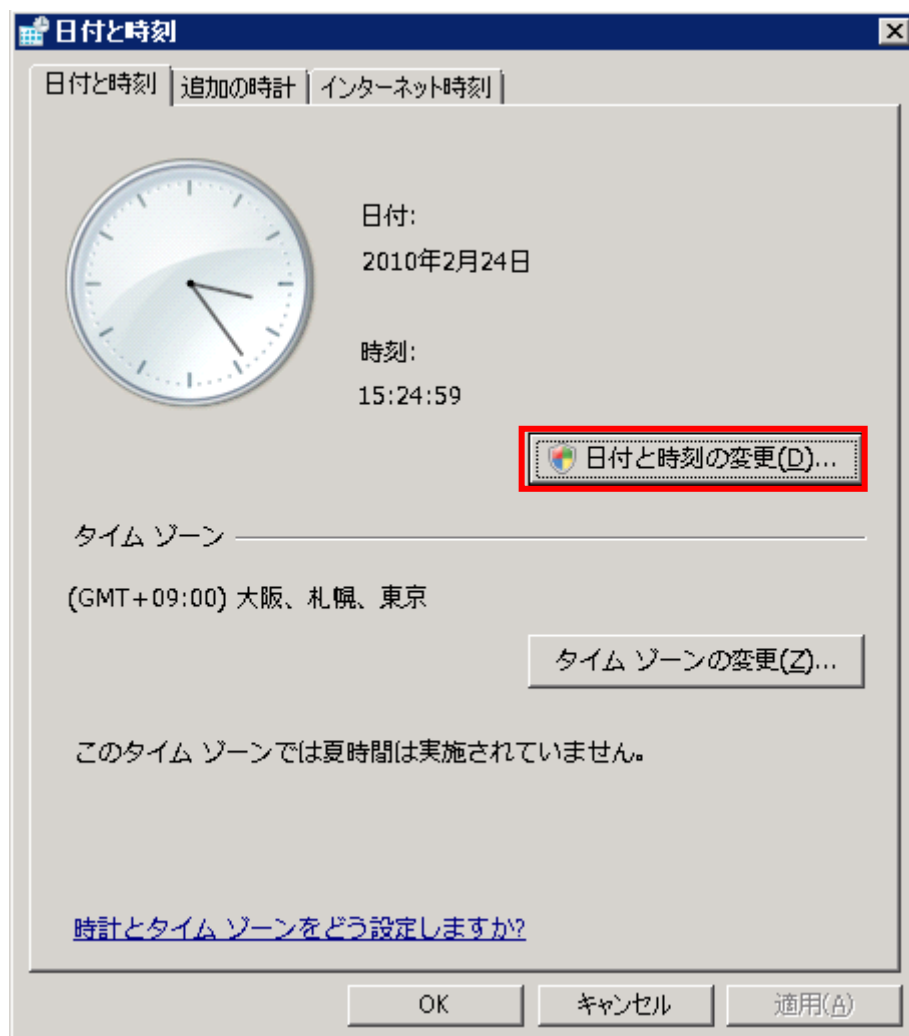 日付と時刻
日付と時刻 追加の時計 インターネット時刻
日付:
2010年2月24日
時刻:
15:24:59
日付と時刻の変更(D)...
タイム ゾーン
(GMT+09:00) 大阪、札幌、東京
タイム ゾーンの変更(Z)...
このタイム ゾーンでは夏時間は実施されていません。
時計とタイム ゾーンをどう設定しますか?
OK キャンセル 適用(A)